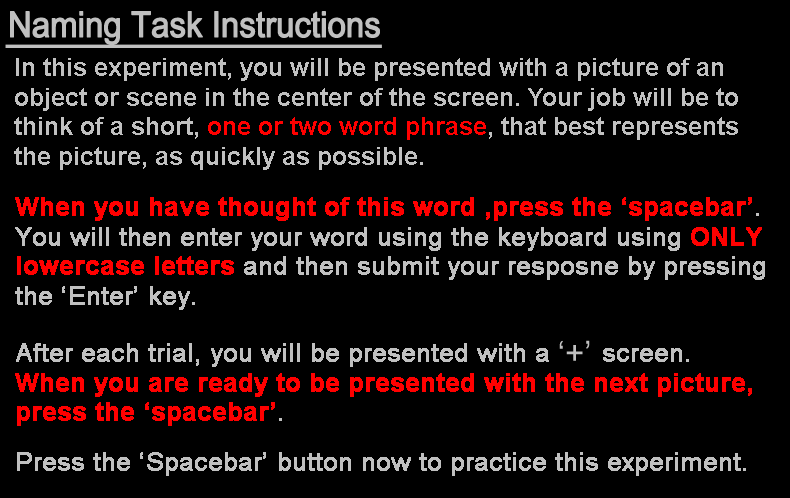 Naming Task Instructions
In this experiment, you will be presented with a picture of an
object or scene in the center of the screen. Your job will be to
think of a short, one or two word phrase, that best represents
the picture, as quickly as possible.
When you have thought of this word ,press the ‘spacebar’.
You will then enter your word using the keyboard using ONLY
lowercase letters and then submit your resposne by pressing
the ‘Enter’ key.
After each trial, you will be presented with a ‘+’ screen.
When you are ready to be presented with the next picture,
press the ‘spacebar’.
Press the ‘Spacebar’ button now to practice this experiment.